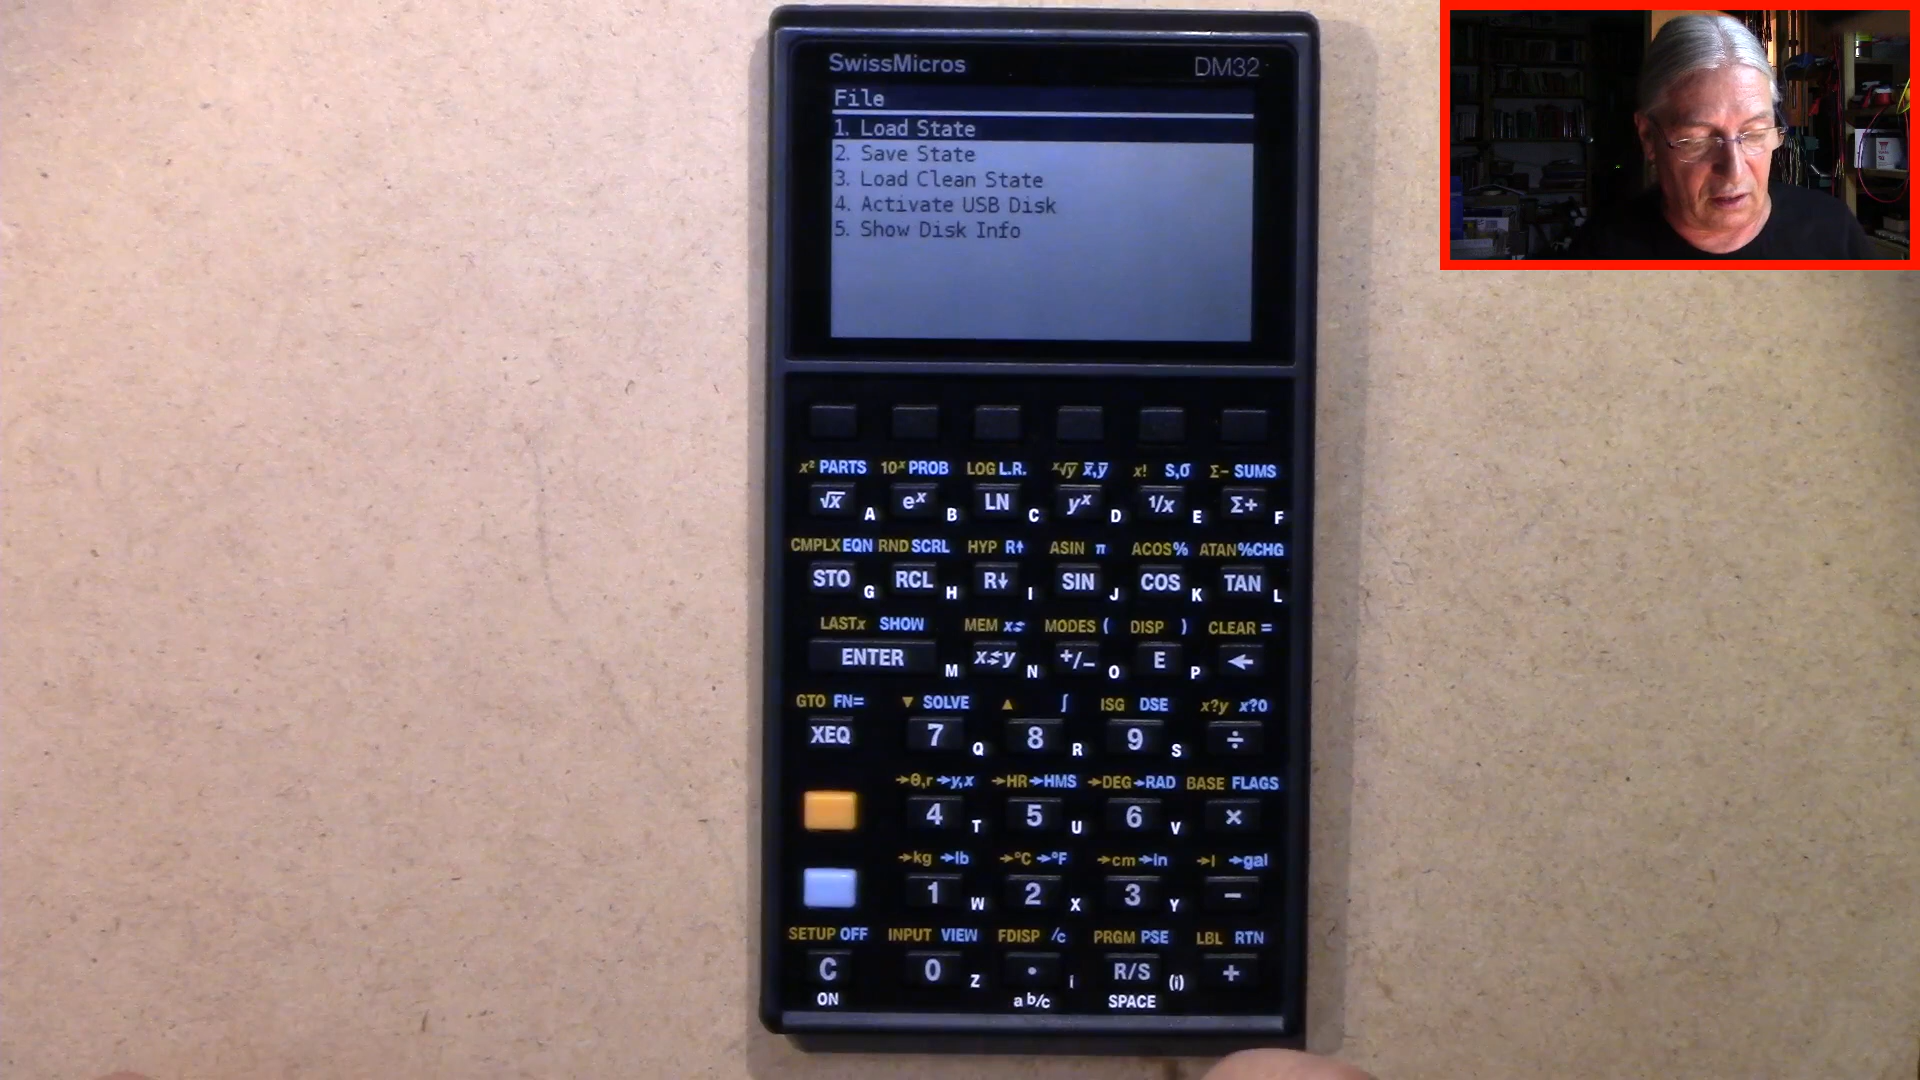 SwissMicros DM32
File
1. Load State
2. Save State
3. Load Clean State
4. Activate USB Disk
5. Show Disk Info
x² PARTS 10ˣ PROB LOG L.R. ˣ√y x̄,ȳ x! S,σ Σ− SUMS
√x A eˣ B LN C yˣ D 1/x E Σ+ F
CMPLX EQN RND SCRL HYP R↑ ASIN π ACOS % ATAN %CHG
STO G RCL H R↓ I SIN J COS K TAN L
LASTx SHOW MEM x⇄ MODES ( DISP ) CLEAR =
ENTER M x⇄y N +/− O E P ←
GTO FN= ▼ SOLVE ▲ ∫ ISG DSE x?y x?0
XEQ 7 Q 8 R 9 S ÷
→θ,r →y,x →HR →HMS →DEG →RAD BASE FLAGS
4 T 5 U 6 V ×
→kg →lb →°C →°F →cm →in →l →gal
1 W 2 X 3 Y −
SETUP OFF INPUT VIEW FDISP /c PRGM PSE LBL RTN
C 0 Z · i R/S (i) +
ON a b/c SPACE